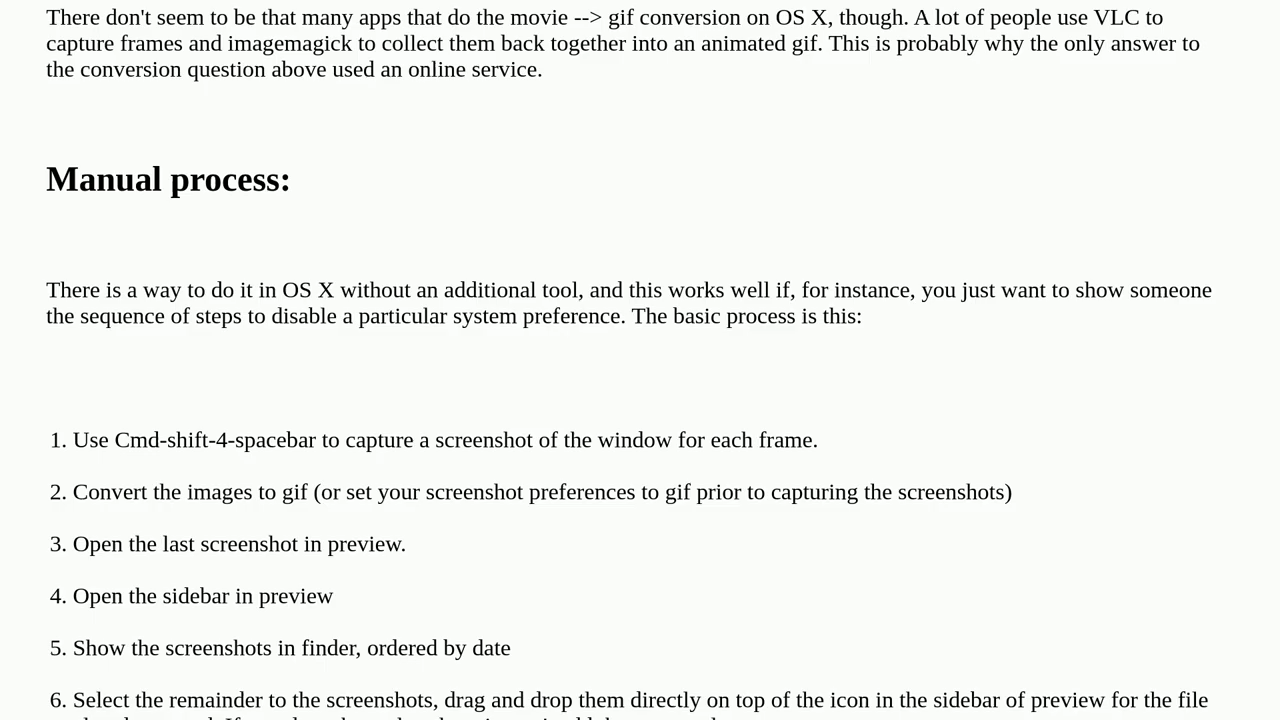 There don't seem to be that many apps that do the movie --> gif conversion on OS X, though. A lot of people use VLC to
capture frames and imagemagick to collect them back together into an animated gif. This is probably why the only answer to
the conversion question above used an online service.
Manual process:
There is a way to do it in OS X without an additional tool, and this works well if, for instance, you just want to show someone
the sequence of steps to disable a particular system preference. The basic process is this:
1. Use Cmd-shift-4-spacebar to capture a screenshot of the window for each frame.
2. Convert the images to gif (or set your screenshot preferences to gif prior to capturing the screenshots)
3. Open the last screenshot in preview.
4. Open the sidebar in preview
5. Show the screenshots in finder, ordered by date
6. Select the remainder to the screenshots, drag and drop them directly on top of the icon in the sidebar of preview for the file